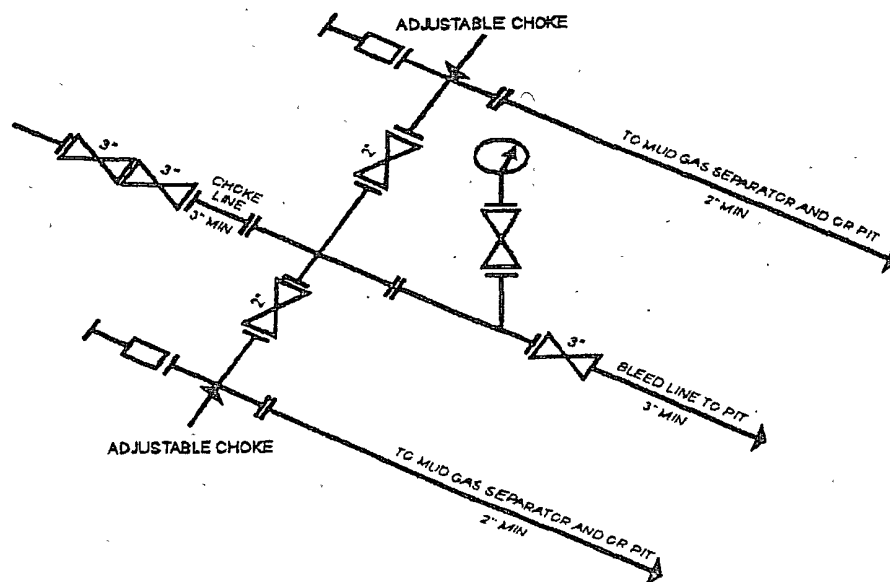 ADJUSTABLE CHOKE
3"
3"
CHOKE
LINE
3" MIN
2"
TO MUD GAS SEPARATOR AND OR PIT
2" MIN
2"
3"
BLEED LINE TO PIT
3" MIN
ADJUSTABLE CHOKE
TO MUD GAS SEPARATOR AND OR PIT
2" MIN